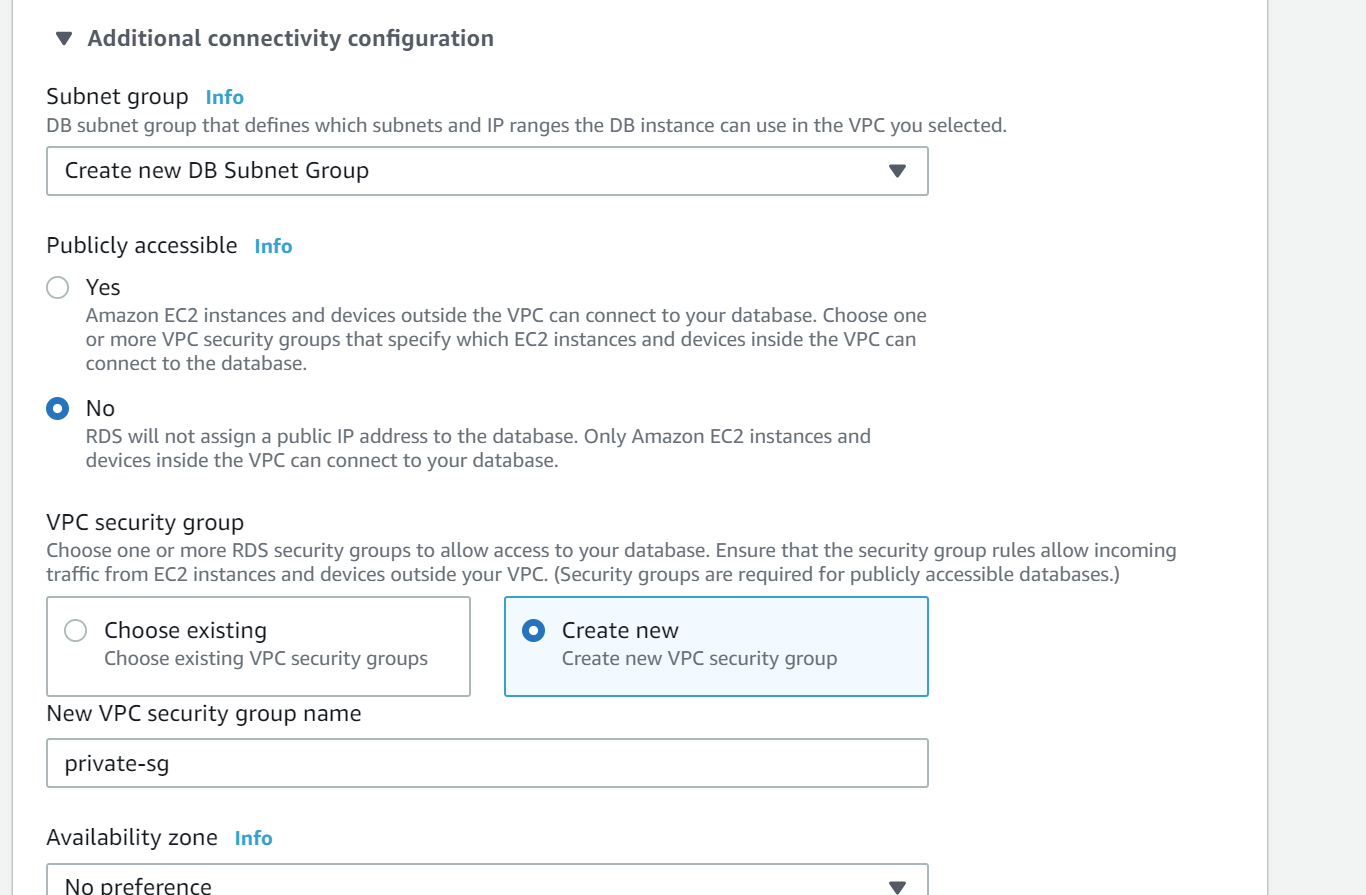 Additional connectivity configuration
Subnet group Info
DB subnet group that defines which subnets and IP ranges the DB instance can use in the VPC you selected.
Create new DB Subnet Group
Publicly accessible Info
Yes
Amazon EC2 instances and devices outside the VPC can connect to your database. Choose one
or more VPC security groups that specify which EC2 instances and devices inside the VPC can
connect to the database.
No
RDS will not assign a public IP address to the database. Only Amazon EC2 instances and
devices inside the VPC can connect to your database.
VPC security group
Choose one or more RDS security groups to allow access to your database. Ensure that the security group rules allow incoming
traffic from EC2 instances and devices outside your VPC. (Security groups are required for publicly accessible databases.)
Choose existing
Choose existing VPC security groups
Create new
Create new VPC security group
New VPC security group name
private-sg
Availability zone Info
No preference